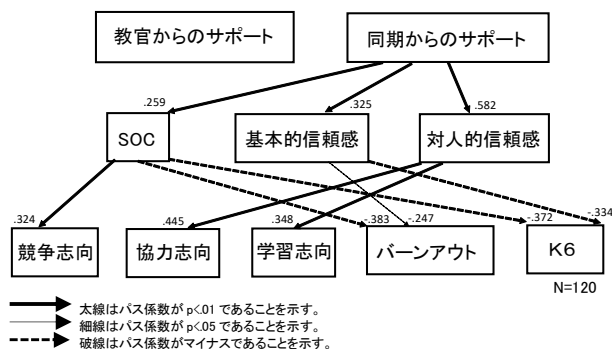 教官からのサポート
同期からのサポート
.259
.325
.582
SOC
基本的信頼感
対人的信頼感
.324
.445
.348
-.383
-.247
-.372
-.334
競争志向
協力志向
学習志向
バーンアウト
K6
N=120
太線はパス係数が p<.01 であることを示す。
細線はパス係数が p<.05 であることを示す。
破線はパス係数がマイナスであることを示す。